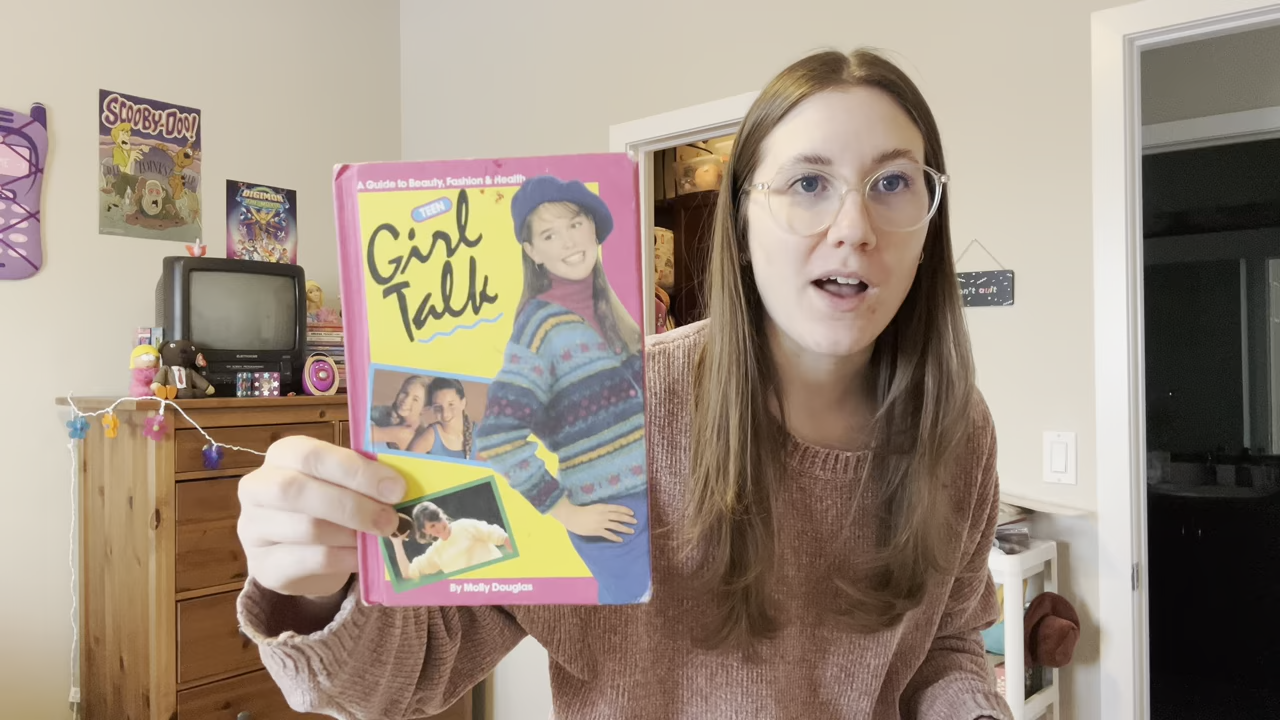 SCOOBY-DOO!
DIGIMON
A Guide to Beauty, Fashion & Health
TEEN
Girl
Talk
By Molly Douglas